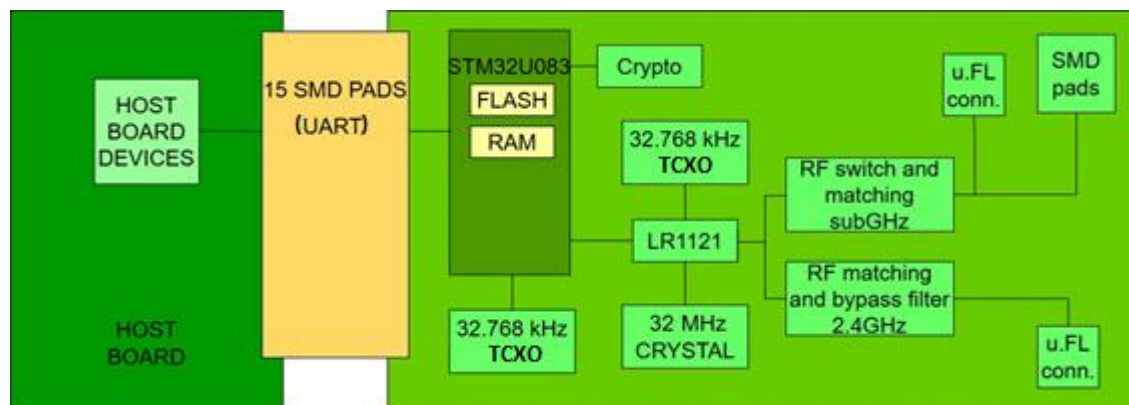 HOST
BOARD
DEVICES
HOST
BOARD
15 SMD PADS
(UART)
STM32U083
FLASH
RAM
Crypto
32.768 kHz
TCXO
32.768 kHz
TCXO
LR1121
32 MHz
CRYSTAL
RF switch and
matching
subGHz
RF matching
and bypass filter
2.4GHz
u.FL
conn.
SMD
pads
u.FL
conn.